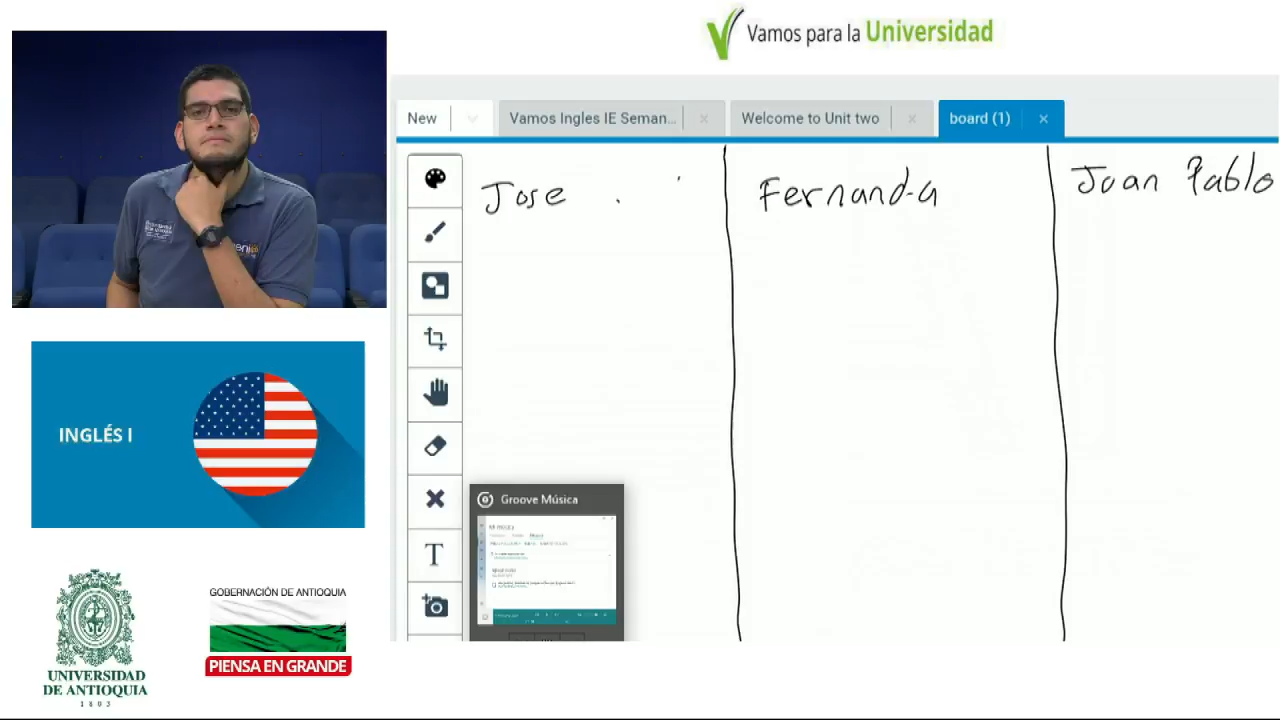 Vamos para la Universidad
New
Vamos Ingles IE Seman...
Welcome to Unit two
board (1)
Jose
Fernanda
Juan Pablo
INGLÉS I
Groove Música
T
UNIVERSIDAD
DE ANTIOQUIA
1803
GOBERNACIÓN DE ANTIOQUIA
PIENSA EN GRANDE